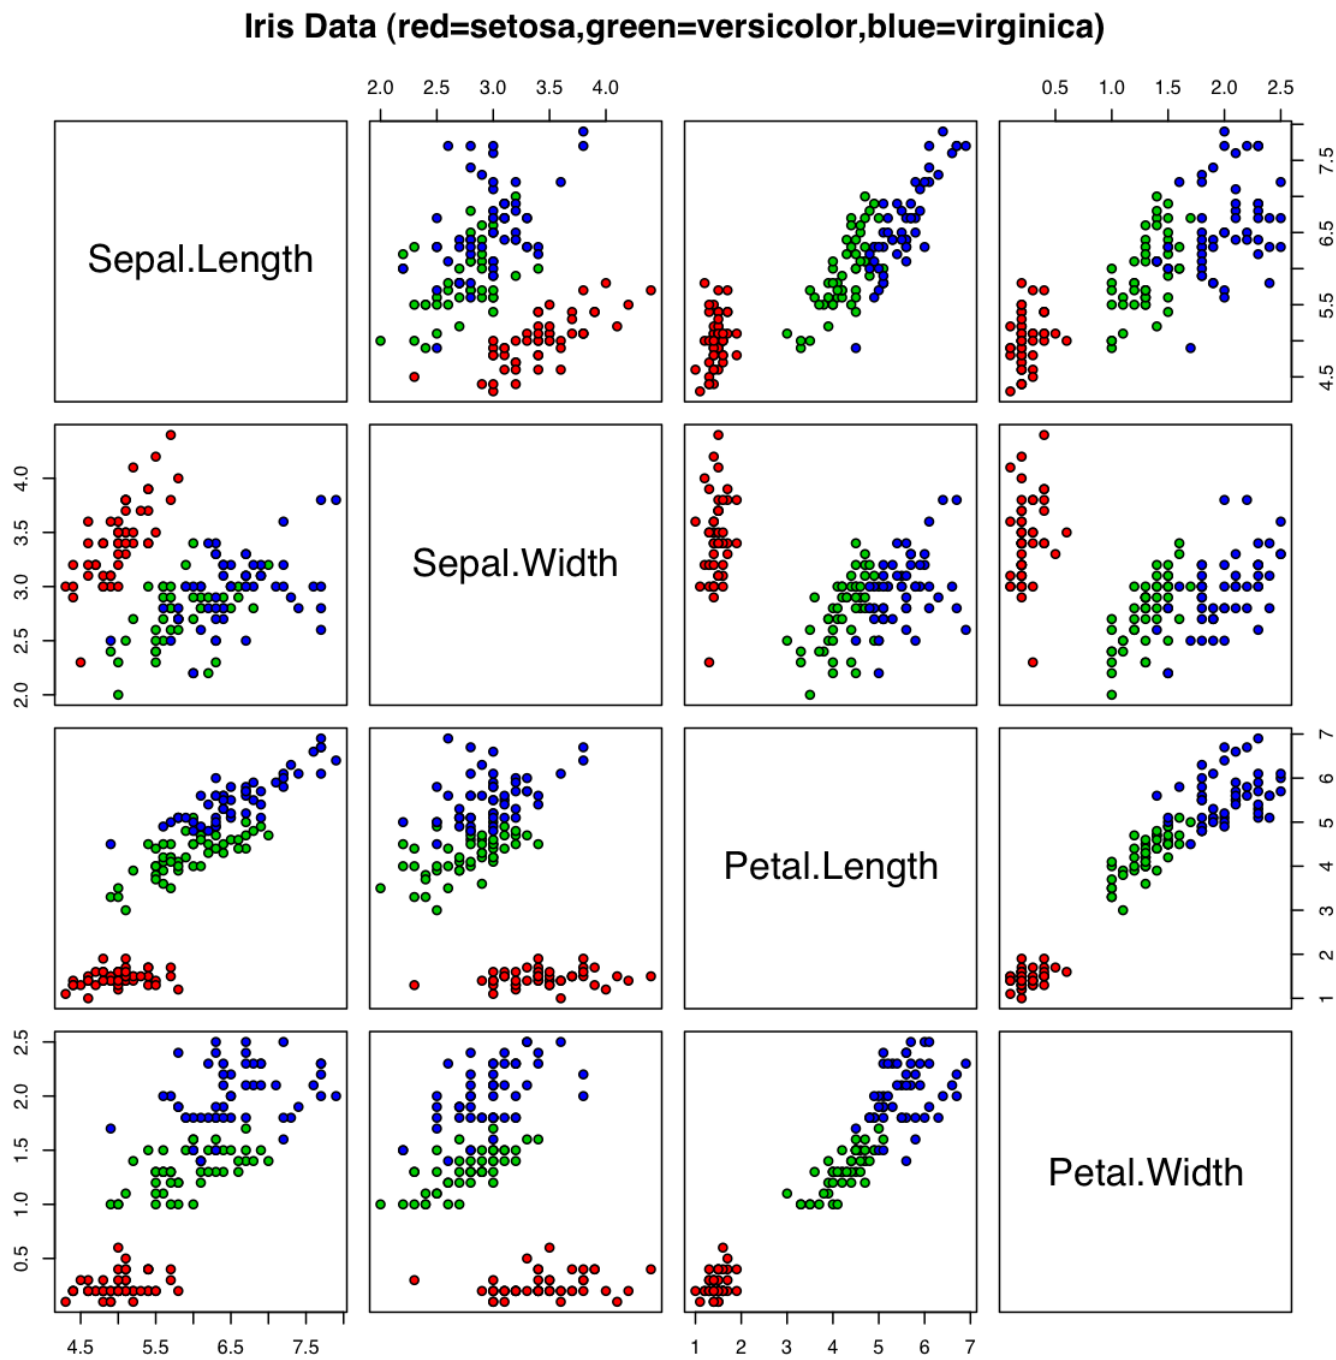 Iris Data (red=setosa,green=versicolor,blue=virginica)
2.0 2.5 3.0 3.5 4.0
0.5 1.0 1.5 2.0 2.5
Sepal.Length
4.5 5.5 6.5 7.5
2.0 2.5 3.0 3.5 4.0
Sepal.Width
Petal.Length
1 2 3 4 5 6 7
0.5 1.0 1.5 2.0 2.5
Petal.Width
4.5 5.5 6.5 7.5
1 2 3 4 5 6 7